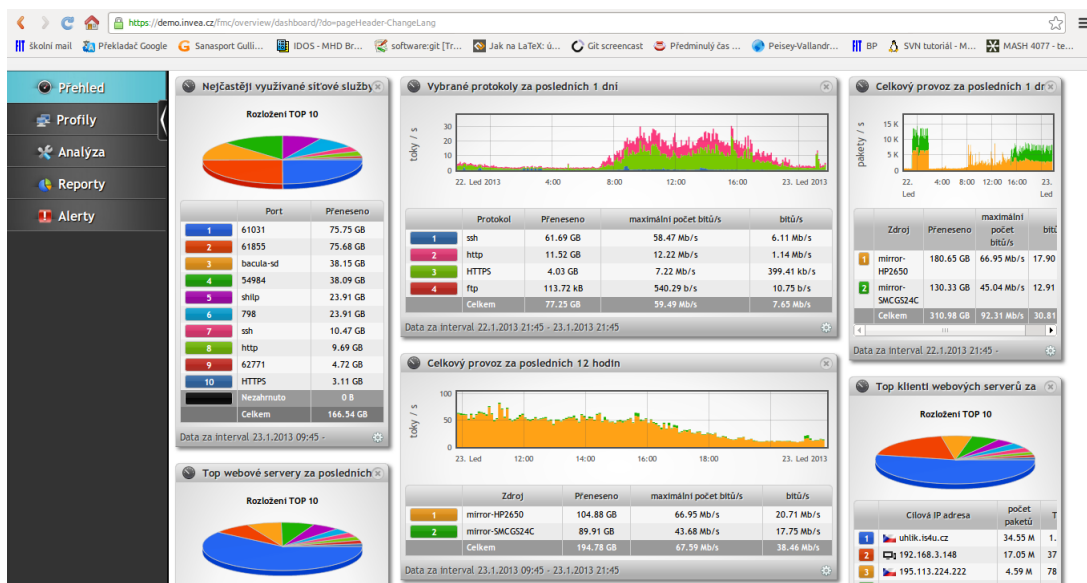 https://demo.invea.cz/fmc/overview/dashboard/?do=pageHeader-ChangeLang
školní mail Překladač Google Sanasport Gulli... IDOS - MHD Br... software:git [Tr... Jak na LaTeX: ú... Git screencast Předminulý čas ... Peisey-Vallandr... BP SVN tutoriál - M... MASH 4077 - te...
Přehled
Profily
Analýza
Reporty
Alerty
Nejčastěji využívané síťové služby
Rozložení TOP 10
Port Přeneseno
1 61031 75.75 GB
2 61855 75.68 GB
3 bacula-sd 38.15 GB
4 54984 38.09 GB
5 shilp 23.91 GB
6 798 23.91 GB
7 ssh 10.47 GB
8 http 9.69 GB
9 62771 4.72 GB
10 HTTPS 3.11 GB
Nezahrnuto 0 B
Celkem 166.54 GB
Data za interval 23.1.2013 09:45 -
Top webové servery za posledních
Rozložení TOP 10
Vybrané protokoly za posledních 1 dní
toky / s
30
20
10
0
22. Led 2013 4:00 8:00 12:00 16:00 23. Led 2013
Protokol Přeneseno maximální počet bitů/s bitů/s
1 ssh 61.69 GB 58.47 Mb/s 6.11 Mb/s
2 http 11.52 GB 12.22 Mb/s 1.14 Mb/s
3 HTTPS 4.03 GB 7.22 Mb/s 399.41 kb/s
4 ftp 113.72 kB 540.29 b/s 10.75 b/s
Celkem 77.25 GB 59.49 Mb/s 7.65 Mb/s
Data za interval 22.1.2013 21:45 - 23.1.2013 21:45
Celkový provoz za posledních 12 hodin
toky / s
100
50
0
23. Led 12:00 14:00 16:00 18:00 23. Led 2013
Zdroj Přeneseno maximální počet bitů/s bitů/s
1 mirror-HP2650 104.88 GB 66.95 Mb/s 20.71 Mb/s
2 mirror-SMCGS24C 89.91 GB 43.68 Mb/s 17.75 Mb/s
Celkem 194.78 GB 67.59 Mb/s 38.46 Mb/s
Data za interval 23.1.2013 09:45 - 23.1.2013 21:45
Celkový provoz za posledních 1 dn
pakety / s
15 K
10 K
5 K
0
22. Led 4:00 8:00 12:00 16:00 23. Led
Zdroj Přeneseno maximální počet bitů/s bitů
1 mirror-HP2650 180.65 GB 66.95 Mb/s 17.90
2 mirror-SMCGS24C 130.33 GB 45.04 Mb/s 12.91
Celkem 310.98 GB 92.31 Mb/s 30.81
Data za interval 22.1.2013 21:45 -
Top klienti webových serverů za
Rozložení TOP 10
Cílová IP adresa počet paketů T
1 uhlik.is4u.cz 34.55 M 1.
2 192.168.3.148 17.05 M 37
3 195.113.224.222 4.59 M 78